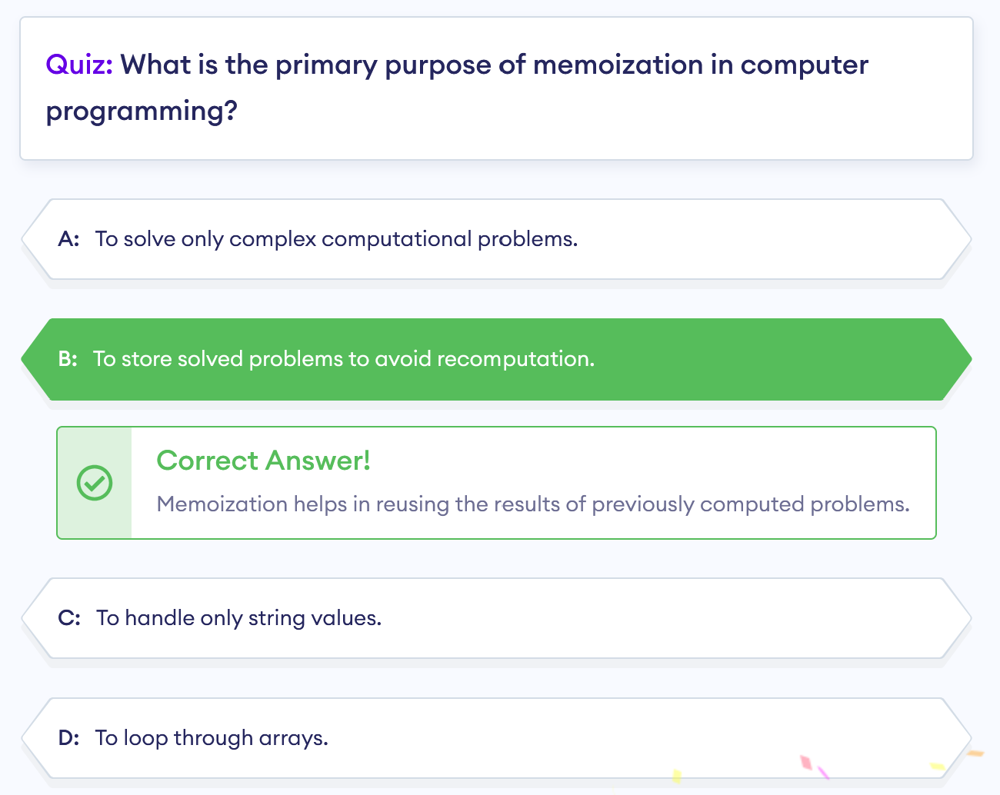 Quiz: What is the primary purpose of memoization in computer
programming?
A: To solve only complex computational problems.
B: To store solved problems to avoid recomputation.
Correct Answer!
Memoization helps in reusing the results of previously computed problems.
C: To handle only string values.
D: To loop through arrays.